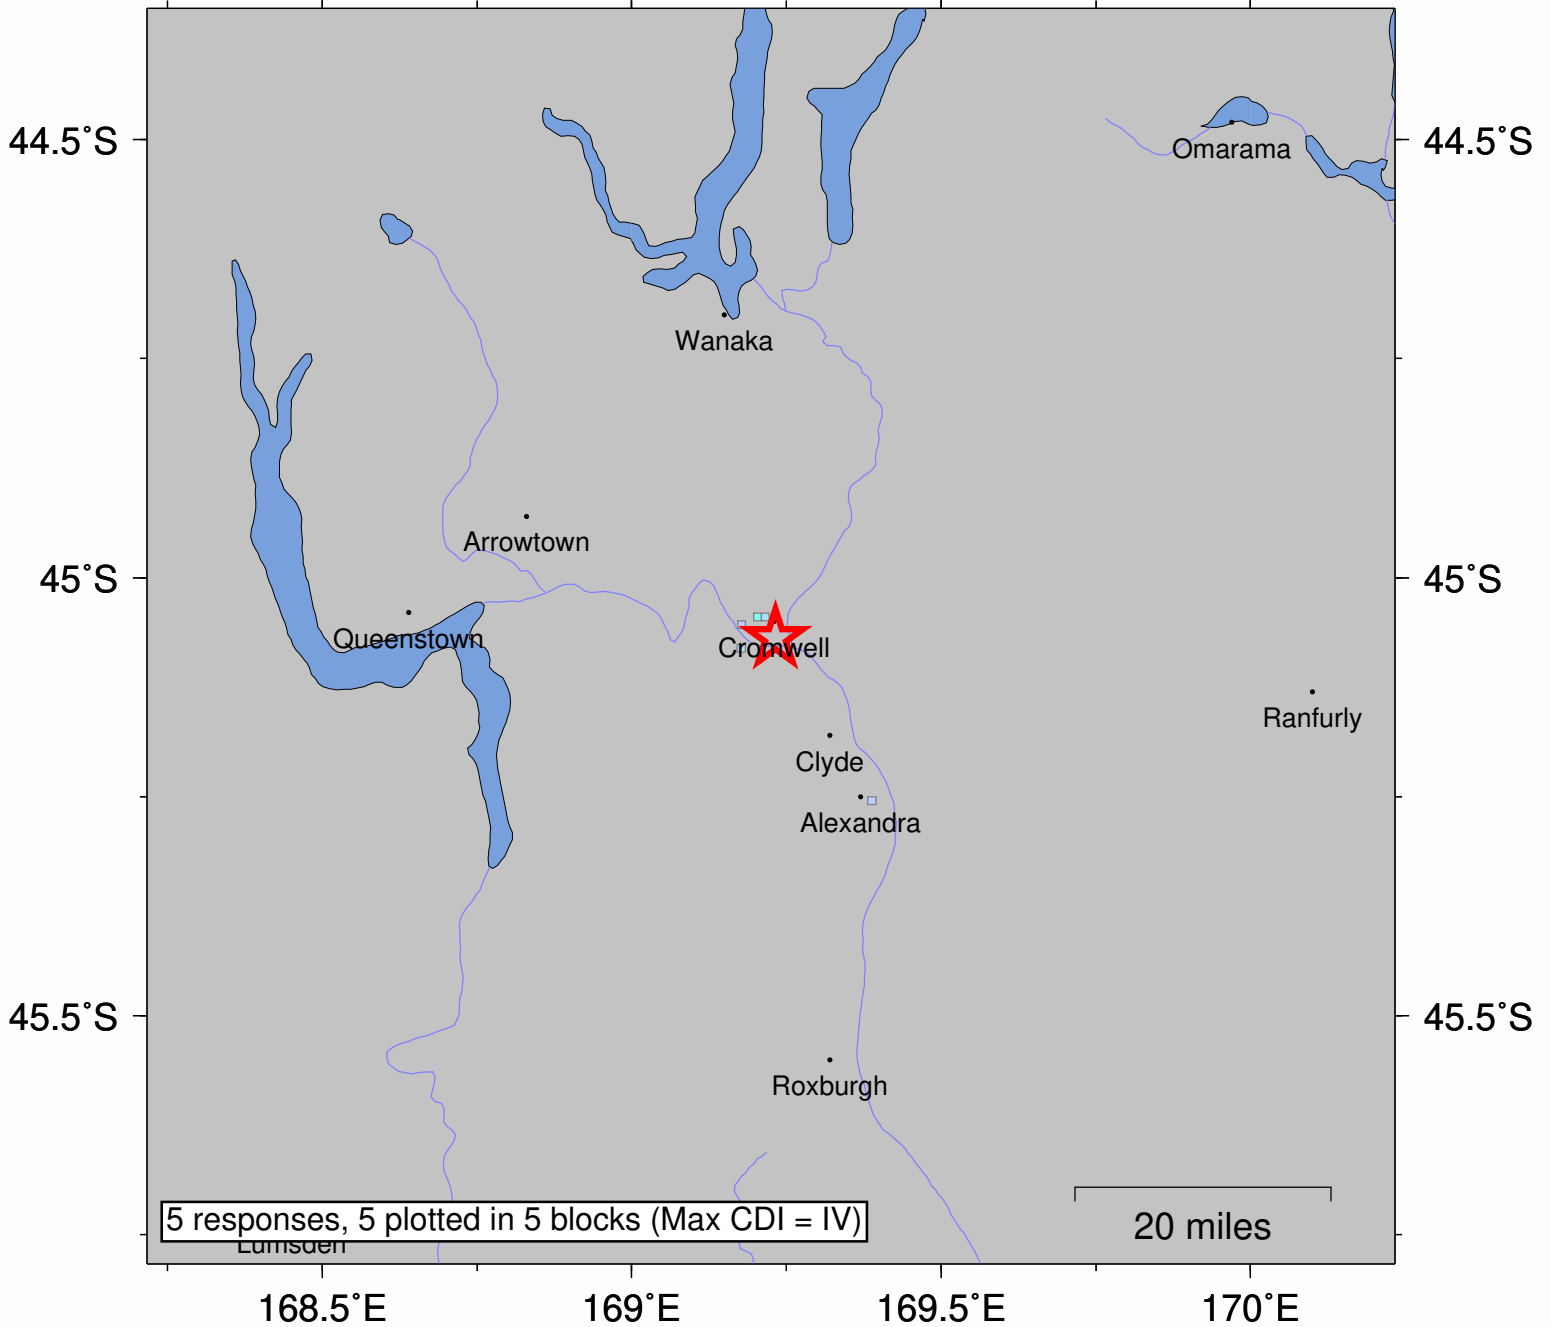 44.5°S
44.5°S
Omarama
Wanaka
Arrowtown
45°S
45°S
Queenstown
Cromwell
Ranfurly
Clyde
Alexandra
45.5°S
45.5°S
Roxburgh
5 responses, 5 plotted in 5 blocks (Max CDI = IV)
20 miles
Lumsden
168.5°E
169°E
169.5°E
170°E